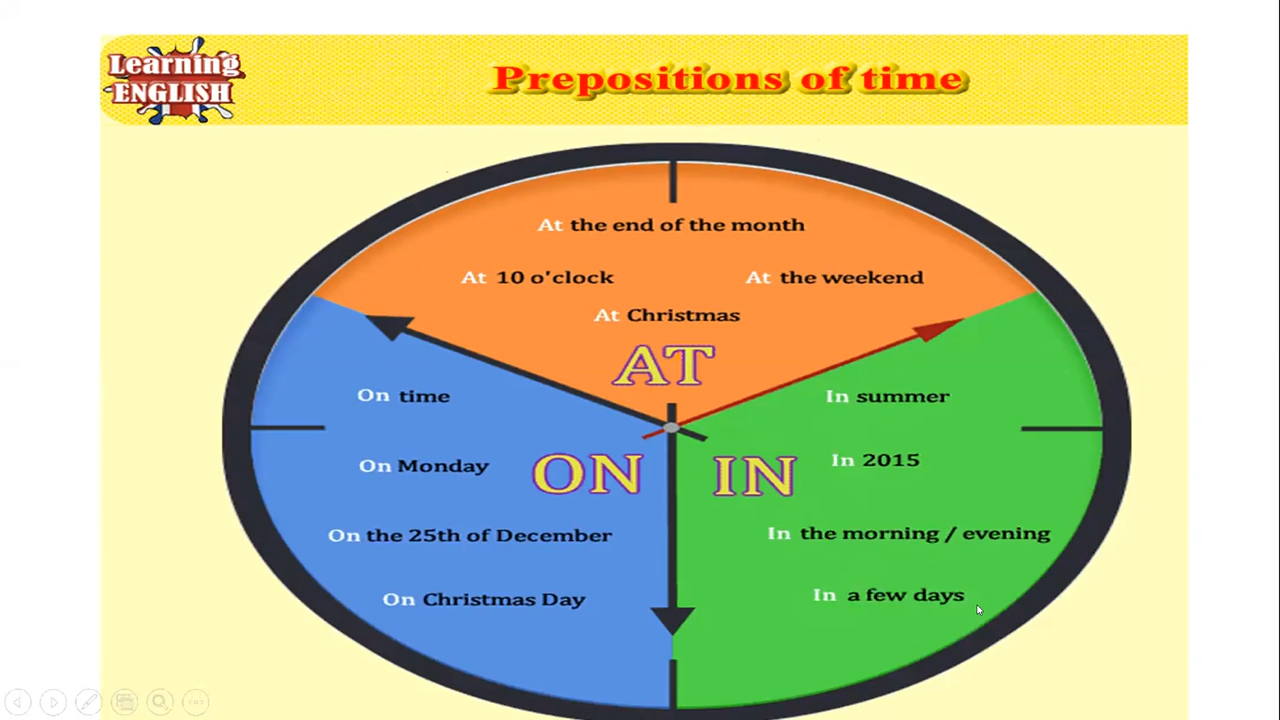 Learning
ENGLISH
Prepositions of time
At the end of the month
At 10 o'clock
At the weekend
At Christmas
AT
On time
On Monday
On the 25th of December
On Christmas Day
ON
IN
In summer
In 2015
In the morning / evening
In a few days